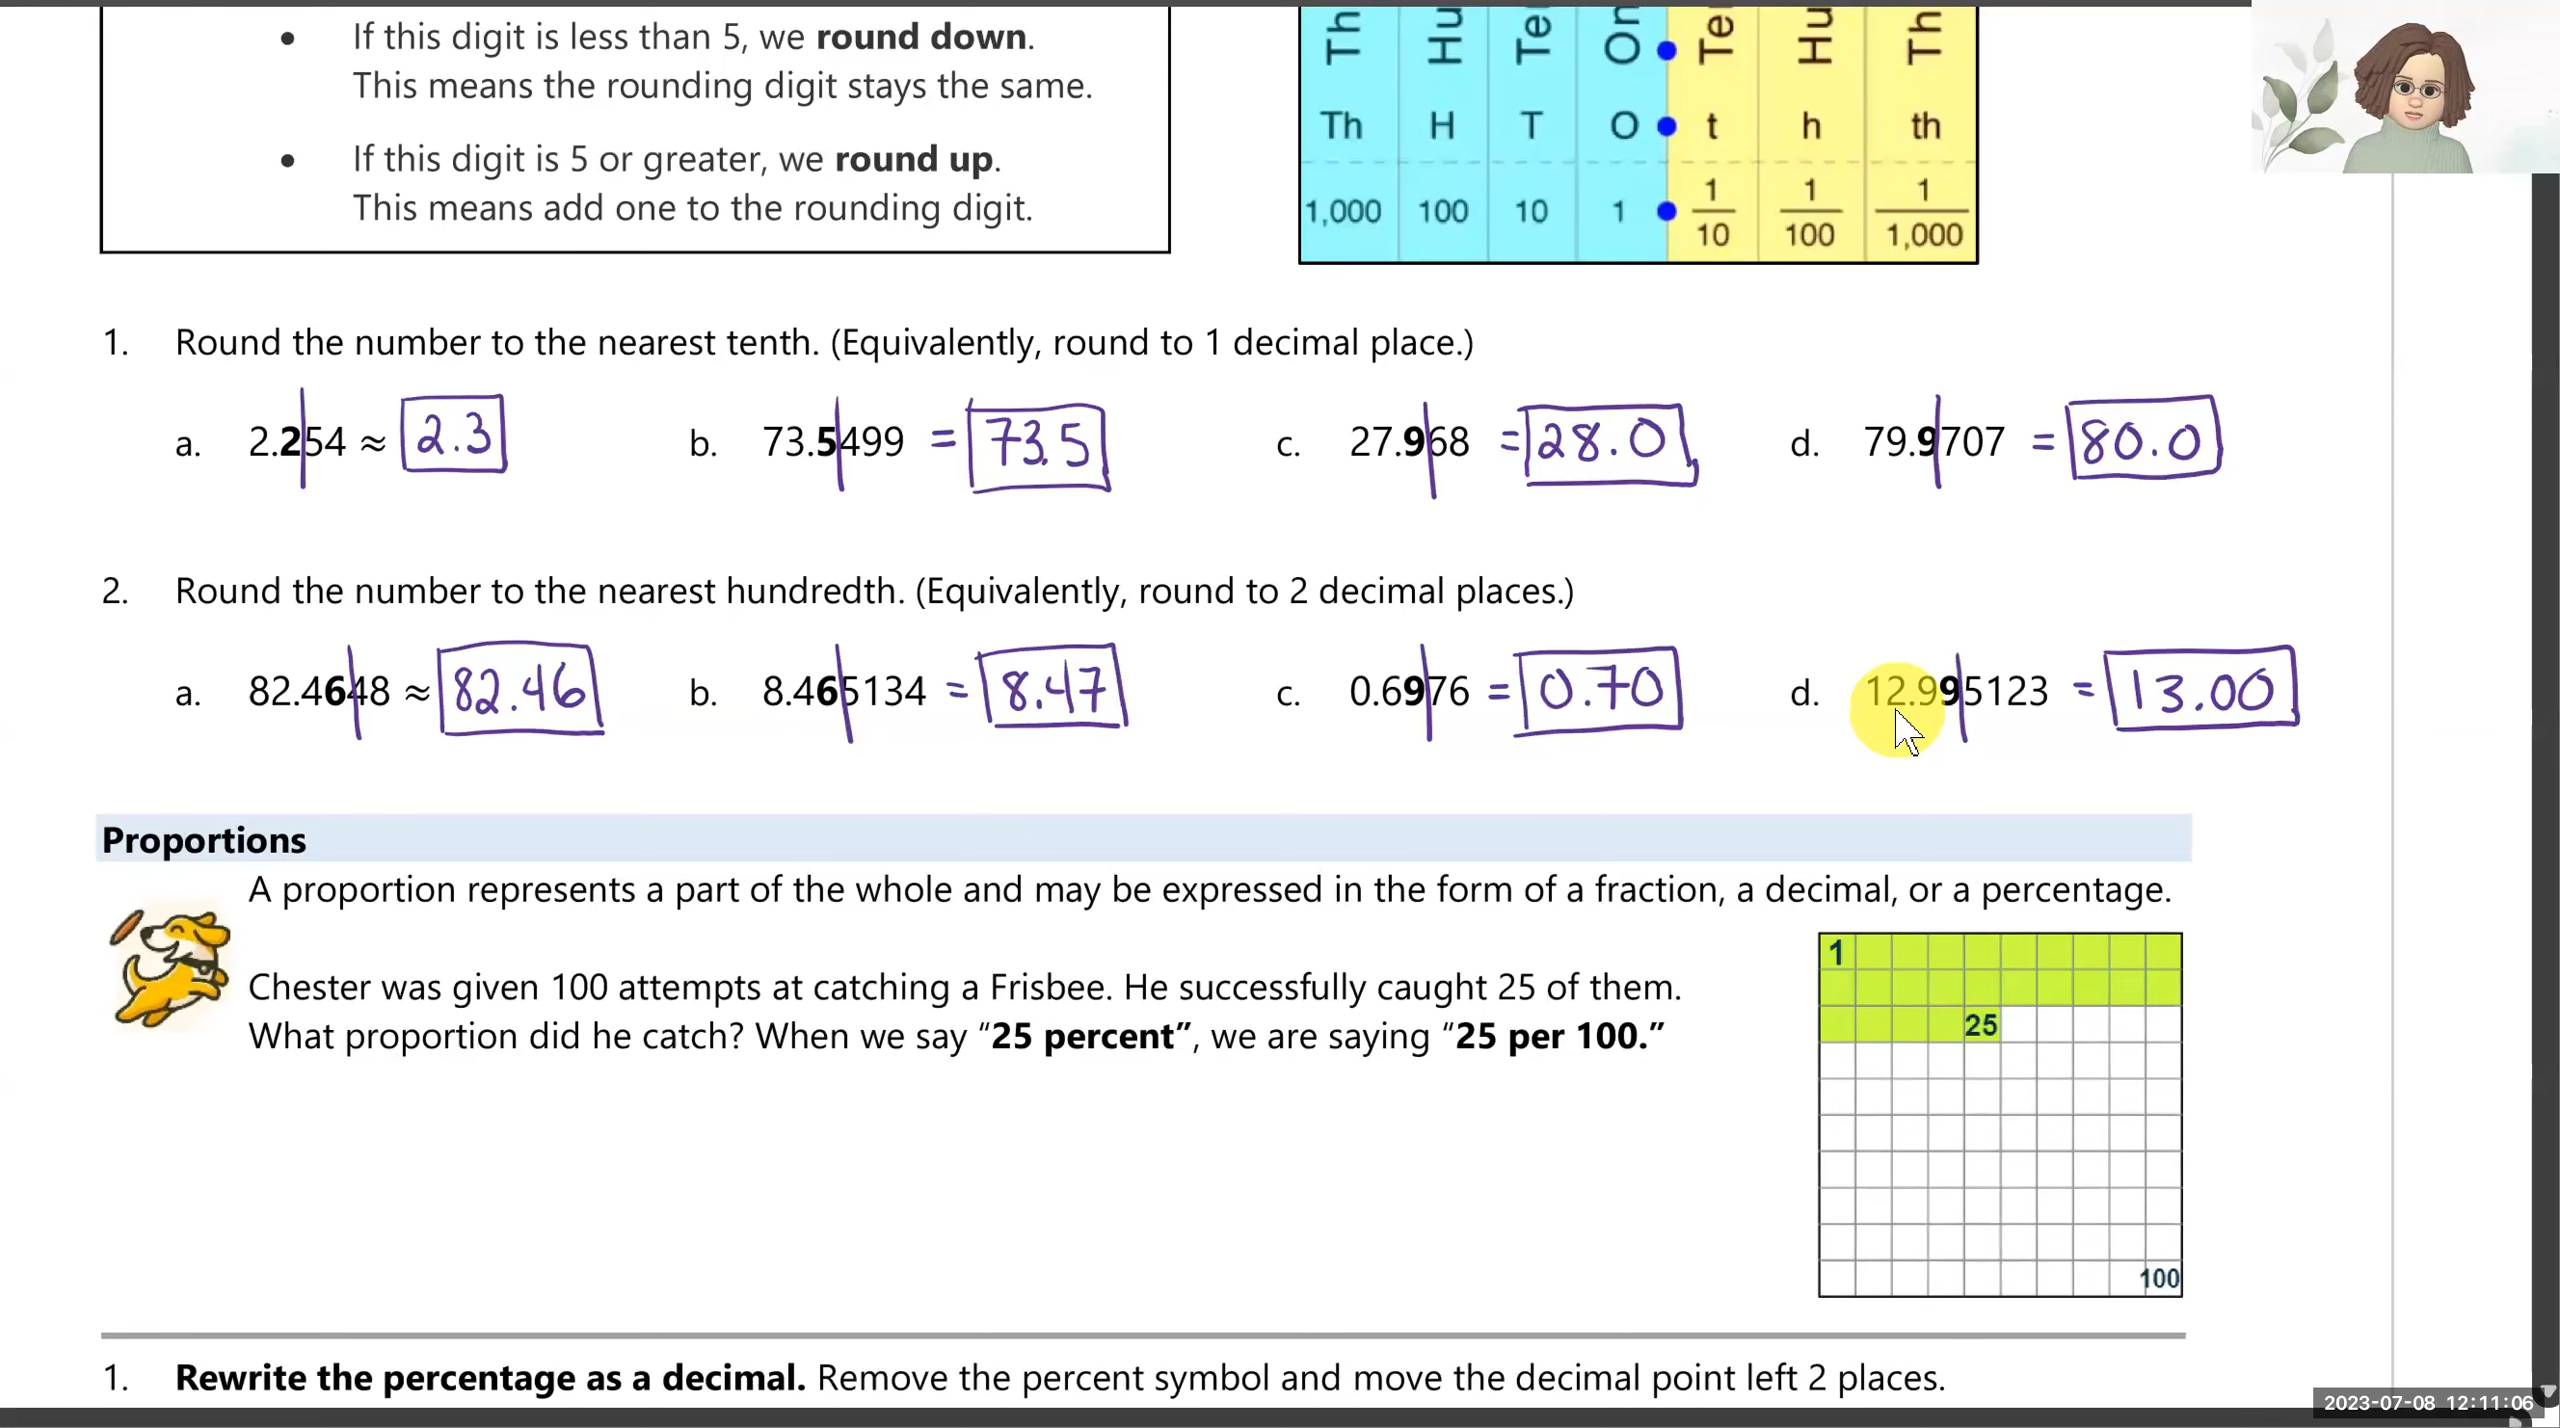 • If this digit is less than 5, we round down.
This means the rounding digit stays the same.
• If this digit is 5 or greater, we round up.
This means add one to the rounding digit.
Th Hu Te On Te Hu Th
Th H T O t h th
1,000 100 10 1 1/10 1/100 1/1,000
1. Round the number to the nearest tenth. (Equivalently, round to 1 decimal place.)
a. 2.254 ≈ 2.3 b. 73.5499 = 73.5 c. 27.968 = 28.0 d. 79.9707 = 80.0
2. Round the number to the nearest hundredth. (Equivalently, round to 2 decimal places.)
a. 82.4648 ≈ 82.46 b. 8.465134 = 8.47 c. 0.6976 = 0.70 d. 12.995123 = 13.00
Proportions
A proportion represents a part of the whole and may be expressed in the form of a fraction, a decimal, or a percentage.
1
Chester was given 100 attempts at catching a Frisbee. He successfully caught 25 of them.
25
What proportion did he catch? When we say “25 percent”, we are saying “25 per 100.”
100
1. Rewrite the percentage as a decimal. Remove the percent symbol and move the decimal point left 2 places.
2023-07-08 12:11:06